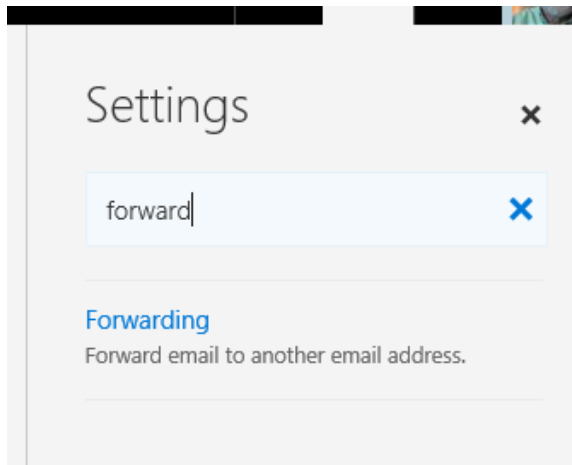 Settings
forward
Forwarding
Forward email to another email address.